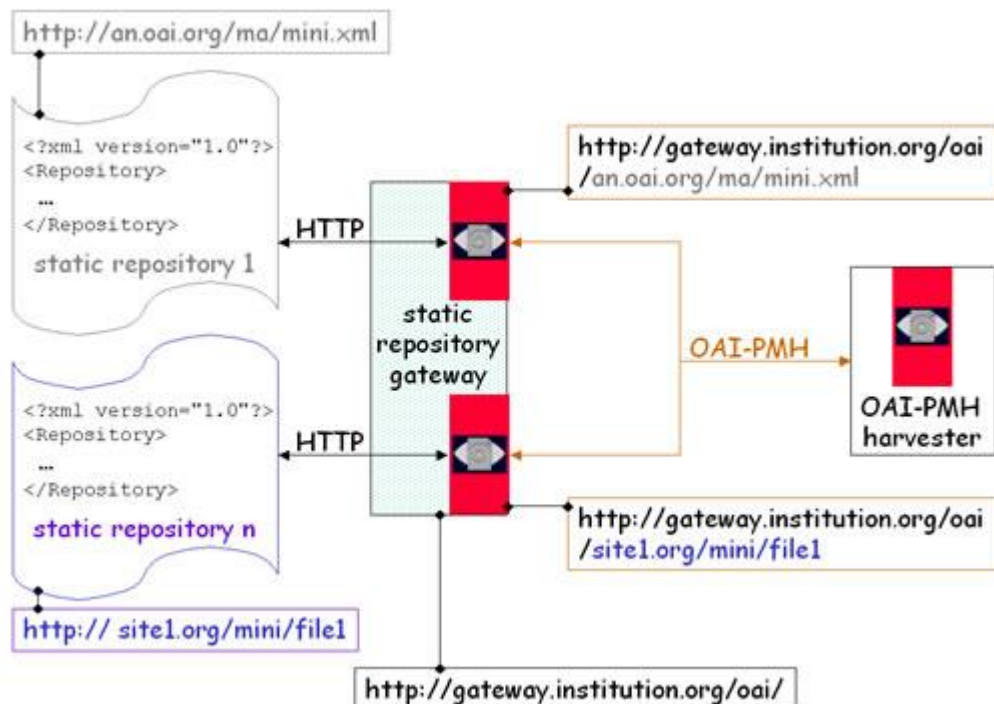 http://an.oai.org/ma/mini.xml
<?xml version="1.0"?>
<Repository>
…
</Repository>
static repository 1
HTTP
http://gateway.institution.org/oai
/an.oai.org/ma/mini.xml
static
repository
gateway
OAI-PMH
OAI-PMH
harvester
<?xml version="1.0"?>
<Repository>
…
</Repository>
static repository n
HTTP
http://gateway.institution.org/oai
/site1.org/mini/file1
http:// site1.org/mini/file1
http://gateway.institution.org/oai/